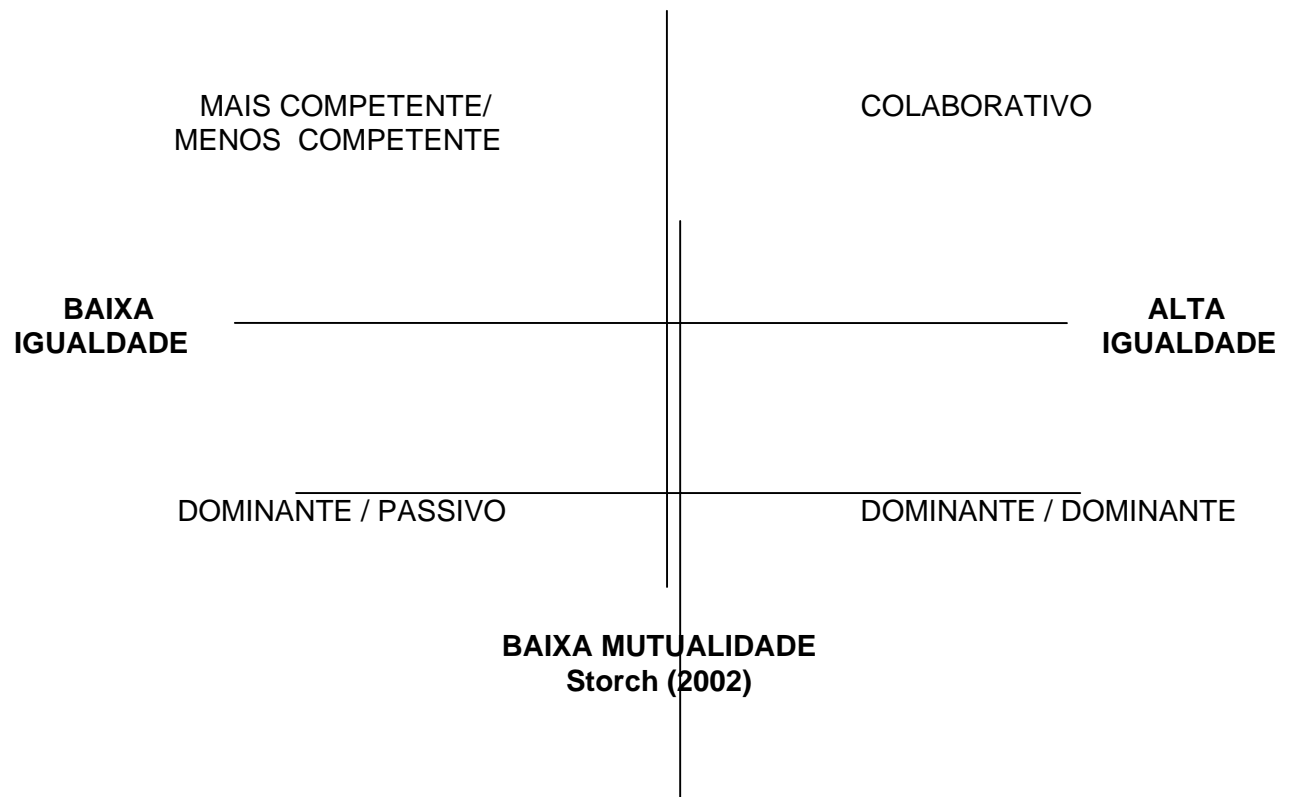 MAIS COMPETENTE/
MENOS COMPETENTE
COLABORATIVO
BAIXA
IGUALDADE
ALTA
IGUALDADE
DOMINANTE / PASSIVO
DOMINANTE / DOMINANTE
BAIXA MUTUALIDADE
Storch (2002)